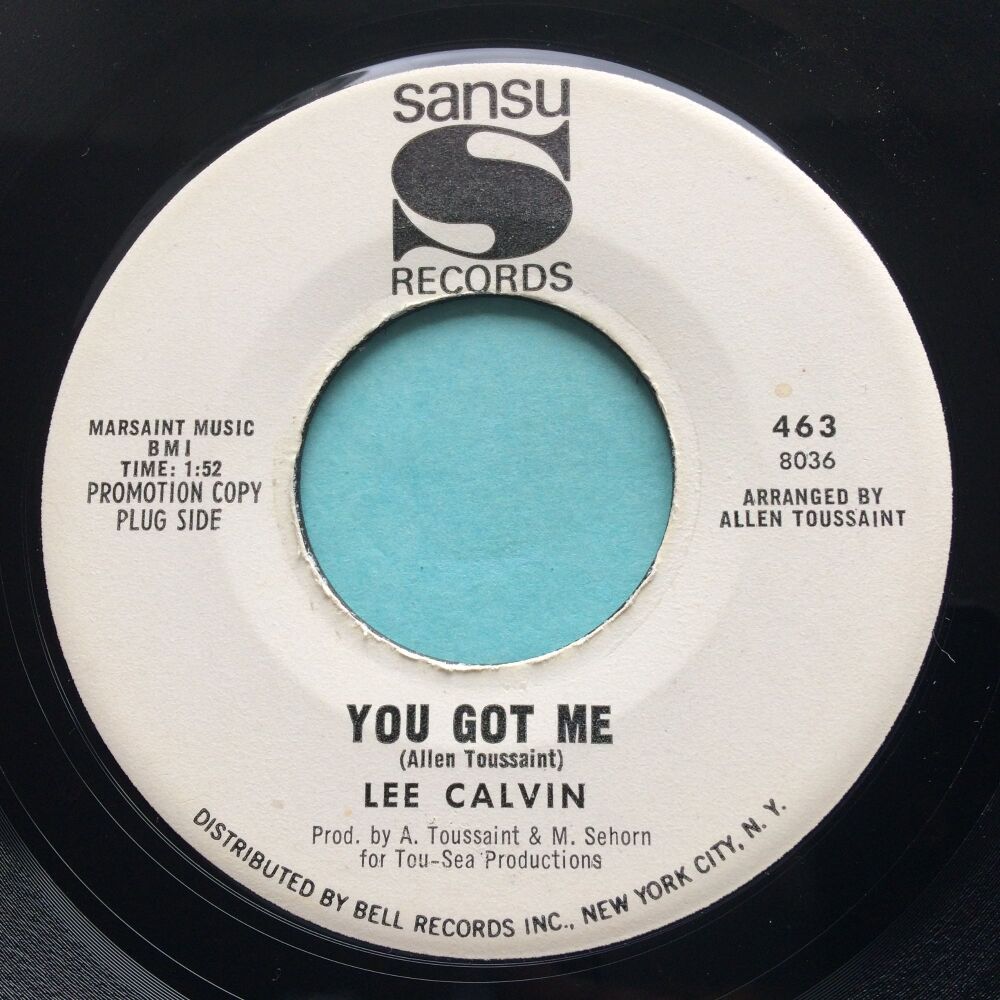 sansu
S
RECORDS
MARSAINT MUSIC
BMI
TIME: 1:52
PROMOTION COPY
PLUG SIDE
463
8036
ARRANGED BY
ALLEN TOUSSAINT
YOU GOT ME
(Allen Toussaint)
LEE CALVIN
Prod. by A. Toussaint & M. Sehorn
for Tou-Sea Productions
DISTRIBUTED BY BELL RECORDS INC., NEW YORK CITY, N. Y.